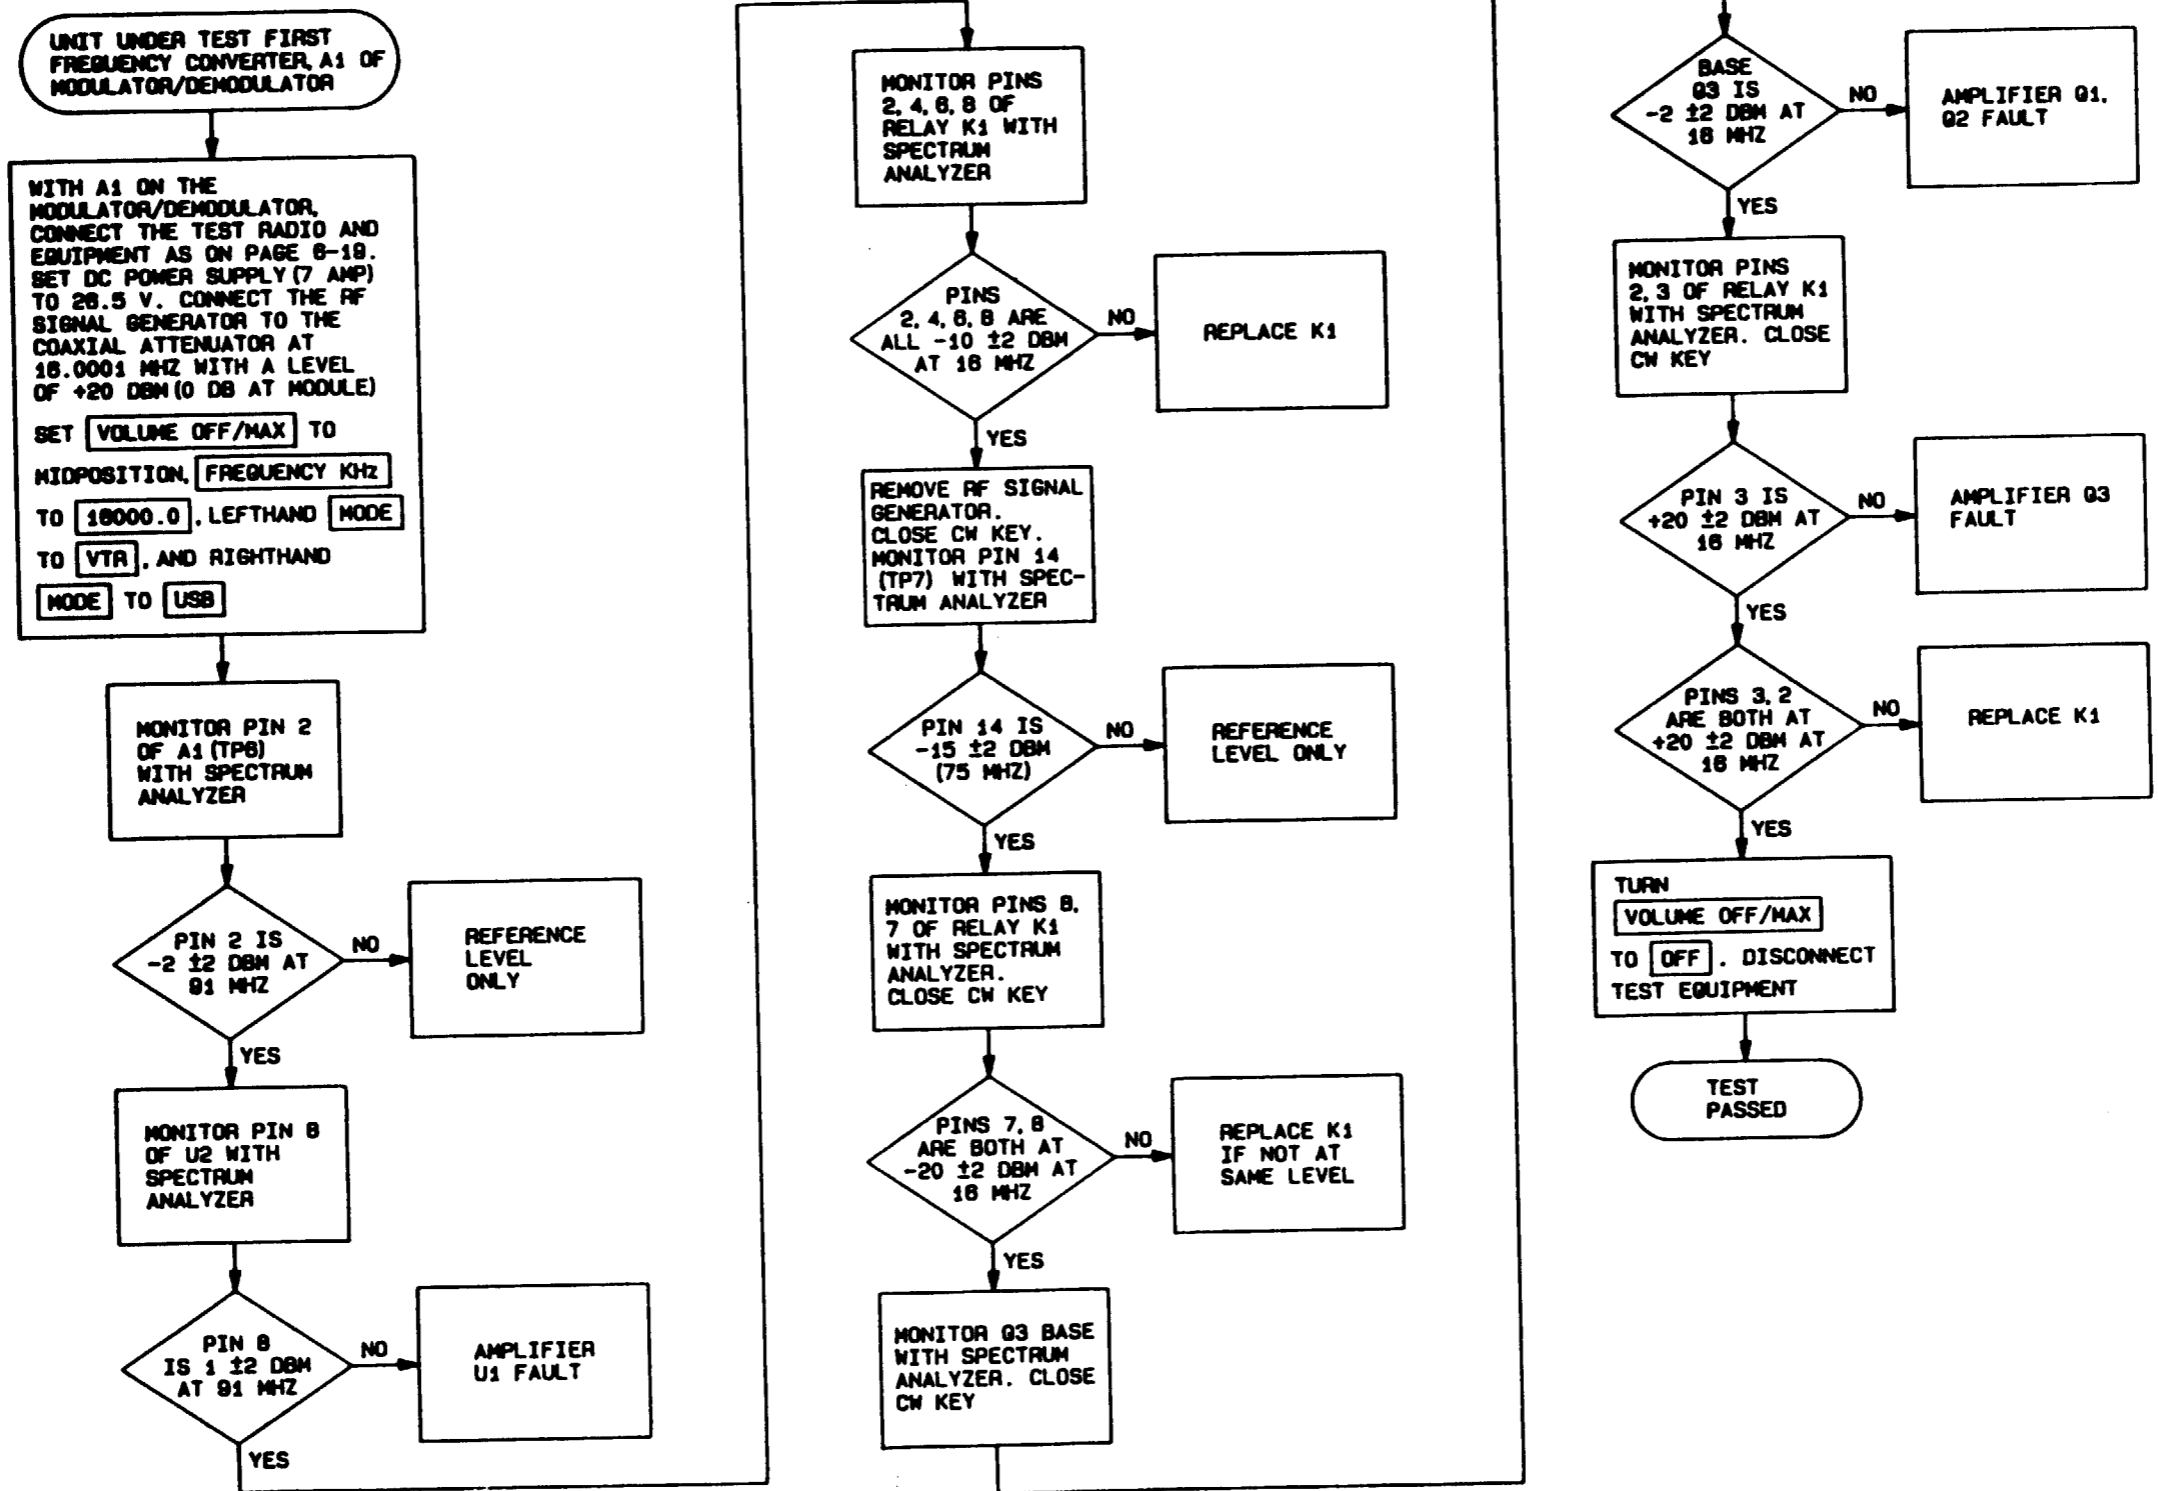 UNIT UNDER TEST FIRST
FREQUENCY CONVERTER, A1 OF
MODULATOR/DEMODULATOR
WITH A1 ON THE
MODULATOR/DEMODULATOR,
CONNECT THE TEST RADIO AND
EQUIPMENT AS ON PAGE 6-19.
SET DC POWER SUPPLY (7 AMP)
TO 26.5 V. CONNECT THE RF
SIGNAL GENERATOR TO THE
COAXIAL ATTENUATOR AT
16.0001 MHZ WITH A LEVEL
OF +20 DBM (0 DB AT MODULE)
SET VOLUME OFF/MAX TO
MIDPOSITION, FREQUENCY KHz
TO 16000.0 , LEFTHAND MODE
TO VTR , AND RIGHTHAND
MODE TO USB
MONITOR PIN 2
OF A1 (TP6)
WITH SPECTRUM
ANALYZER
PIN 2 IS
-2 ±2 DBM AT
91 MHZ
NO
REFERENCE
LEVEL
ONLY
YES
MONITOR PIN 8
OF U2 WITH
SPECTRUM
ANALYZER
PIN 8
IS 1 ±2 DBM
AT 91 MHZ
NO
AMPLIFIER
U1 FAULT
YES
MONITOR PINS
2, 4, 6, 8 OF
RELAY K1 WITH
SPECTRUM
ANALYZER
PINS
2, 4, 6, 8 ARE
ALL -10 ±2 DBM
AT 16 MHZ
NO
REPLACE K1
YES
REMOVE RF SIGNAL
GENERATOR.
CLOSE CW KEY.
MONITOR PIN 14
(TP7) WITH SPEC-
TRUM ANALYZER
PIN 14 IS
-15 ±2 DBM
(75 MHZ)
NO
REFERENCE
LEVEL ONLY
YES
MONITOR PINS 8,
7 OF RELAY K1
WITH SPECTRUM
ANALYZER.
CLOSE CW KEY
PINS 7, 8
ARE BOTH AT
-20 ±2 DBM AT
16 MHZ
NO
REPLACE K1
IF NOT AT
SAME LEVEL
YES
MONITOR Q3 BASE
WITH SPECTRUM
ANALYZER. CLOSE
CW KEY
BASE
Q3 IS
-2 ±2 DBM AT
16 MHZ
NO
AMPLIFIER Q1,
Q2 FAULT
YES
MONITOR PINS
2, 3 OF RELAY K1
WITH SPECTRUM
ANALYZER. CLOSE
CW KEY
PIN 3 IS
+20 ±2 DBM AT
16 MHZ
NO
AMPLIFIER Q3
FAULT
YES
PINS 3, 2
ARE BOTH AT
+20 ±2 DBM AT
16 MHZ
NO
REPLACE K1
YES
TURN
VOLUME OFF/MAX
TO OFF . DISCONNECT
TEST EQUIPMENT
TEST
PASSED